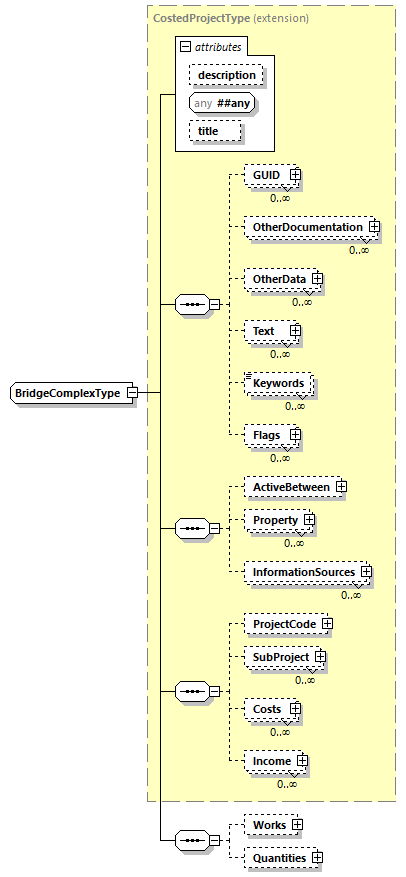 CostedProjectType (extension)
attributes
description
any ##any
title
GUID
0..∞
OtherDocumentation
0..∞
OtherData
0..∞
Text
0..∞
Keywords
0..∞
Flags
0..∞
BridgeComplexType
ActiveBetween
Property
0..∞
InformationSources
0..∞
ProjectCode
SubProject
0..∞
Costs
0..∞
Income
0..∞
Works
Quantities